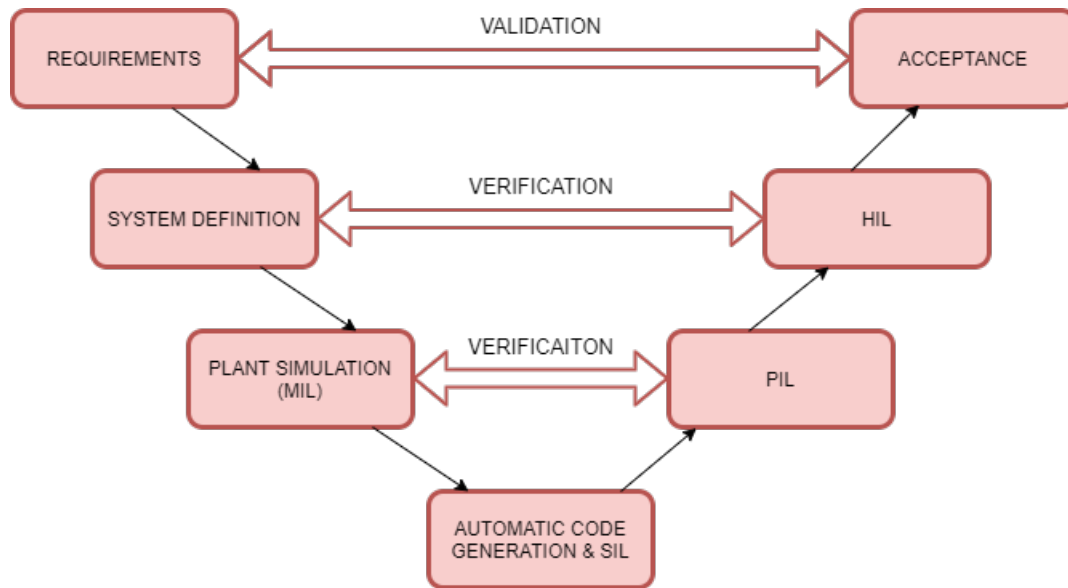 VALIDATION
REQUIREMENTS
ACCEPTANCE
VERIFICATION
SYSTEM DEFINITION
HIL
VERIFICAITON
PLANT SIMULATION
(MIL)
PIL
AUTOMATIC CODE
GENERATION & SIL